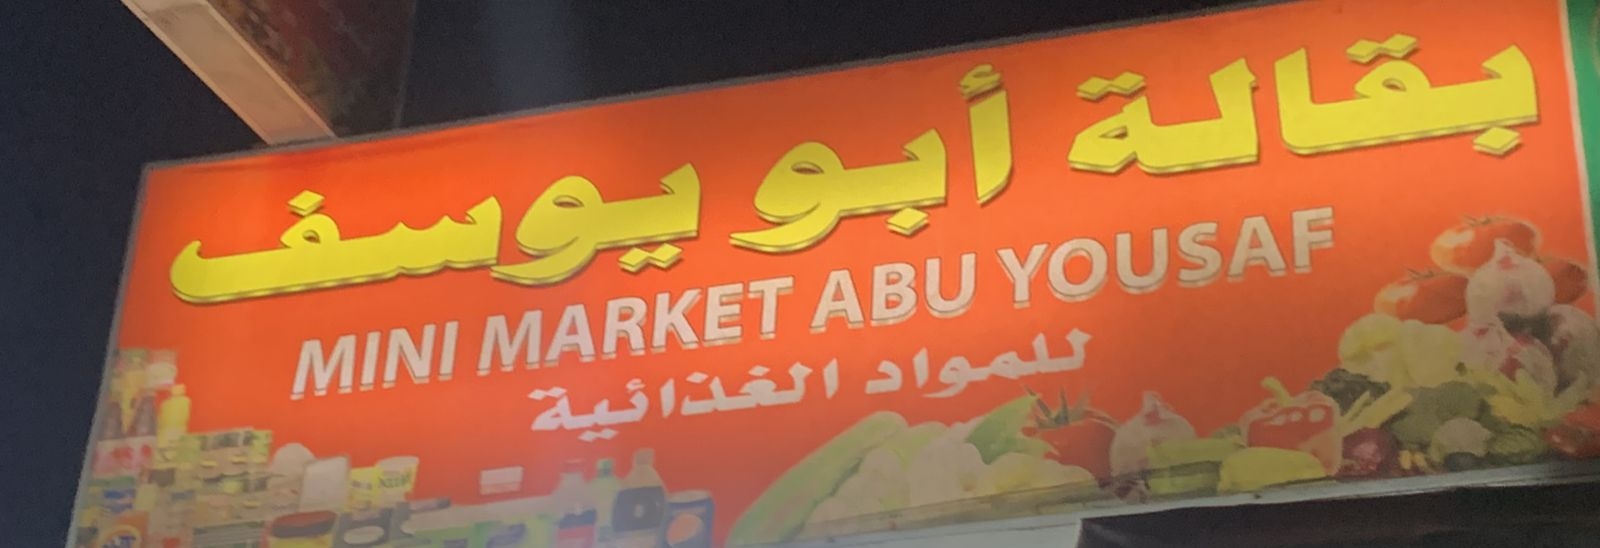 بقالة أبو يوسف
MINI MARKET ABU YOUSAF
للمواد الغذائية